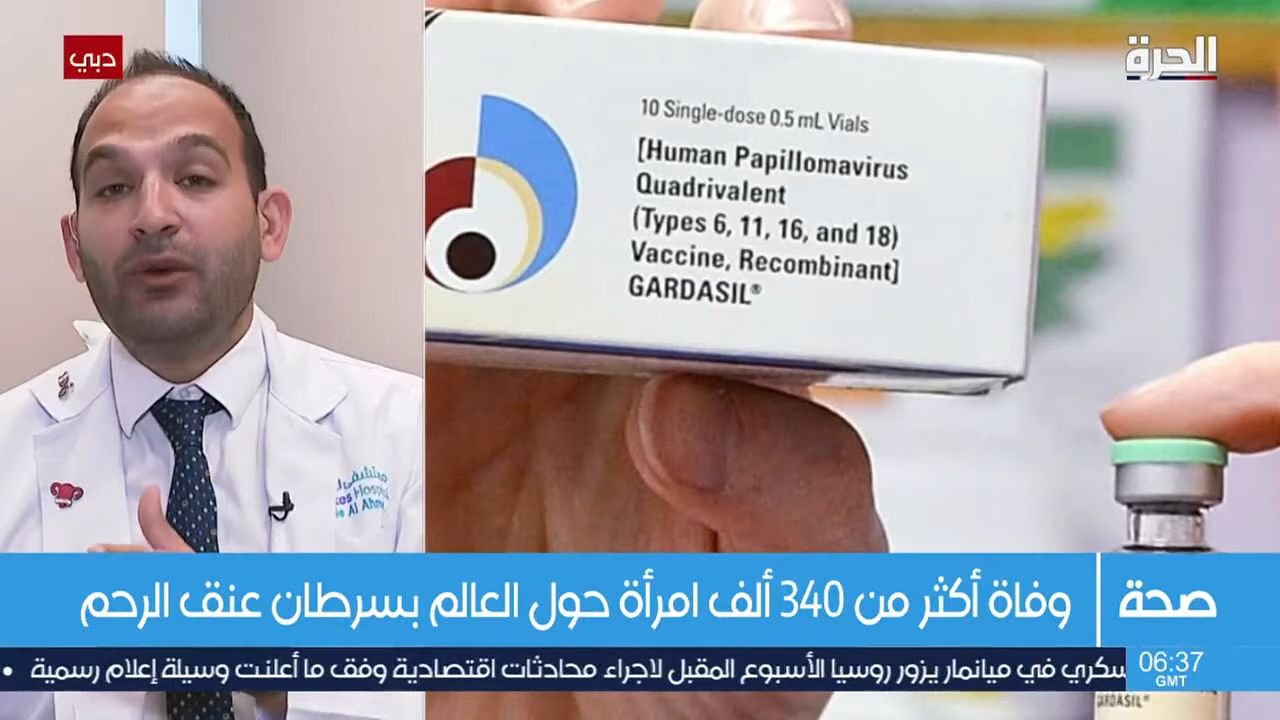 دبي
الحرة
10 Single-dose 0.5 mL Vials
[Human Papillomavirus
Quadrivalent
(Types 6, 11, 16, and 18)
Vaccine, Recombinant]
GARDASIL®
صحة
وفاة أكثر من 340 ألف امرأة حول العالم بسرطان عنق الرحم
في ميانمار يزور روسيا الأسبوع المقبل لاجراء محادثات اقتصادية وفق ما أعلنت وسيلة إعلام رسمية •
06:37
GMT